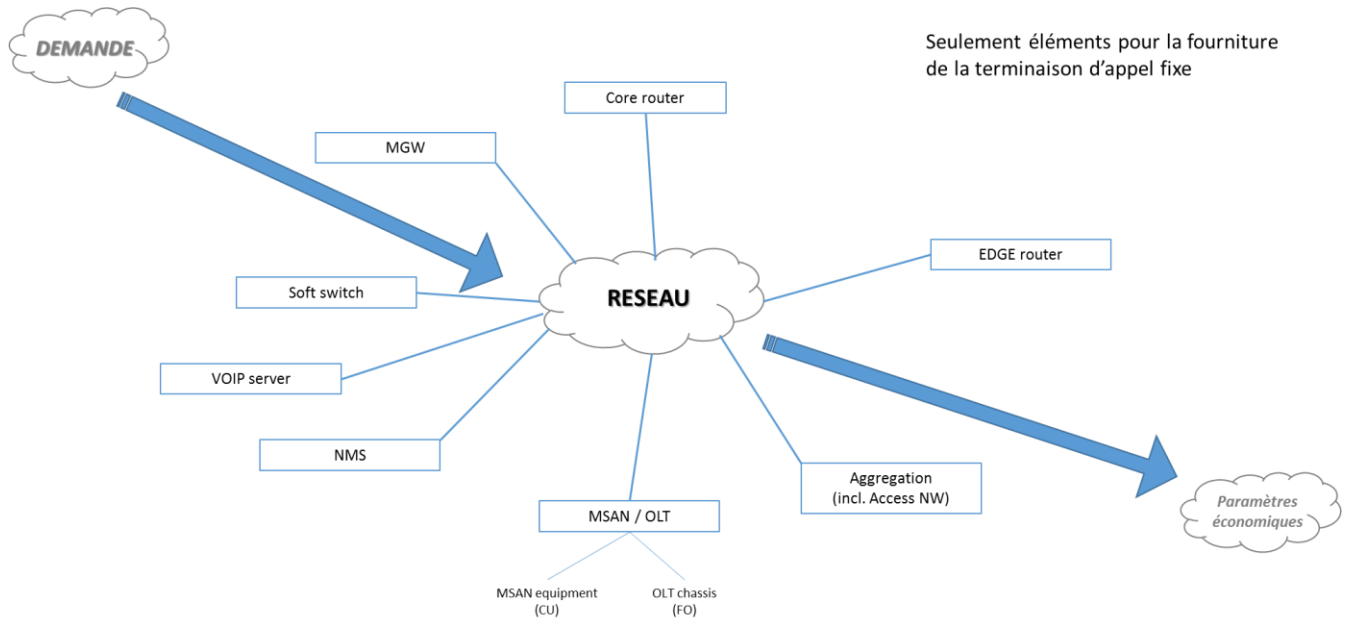 DEMANDE
Seulement éléments pour la fourniture
de la terminaison d'appel fixe
Core router
MGW
EDGE router
Soft switch
RESEAU
VOIP server
NMS
Aggregation
(incl. Access NW)
MSAN / OLT
Paramètres
économiques
MSAN equipment
(CU)
OLT chassis
(FO)